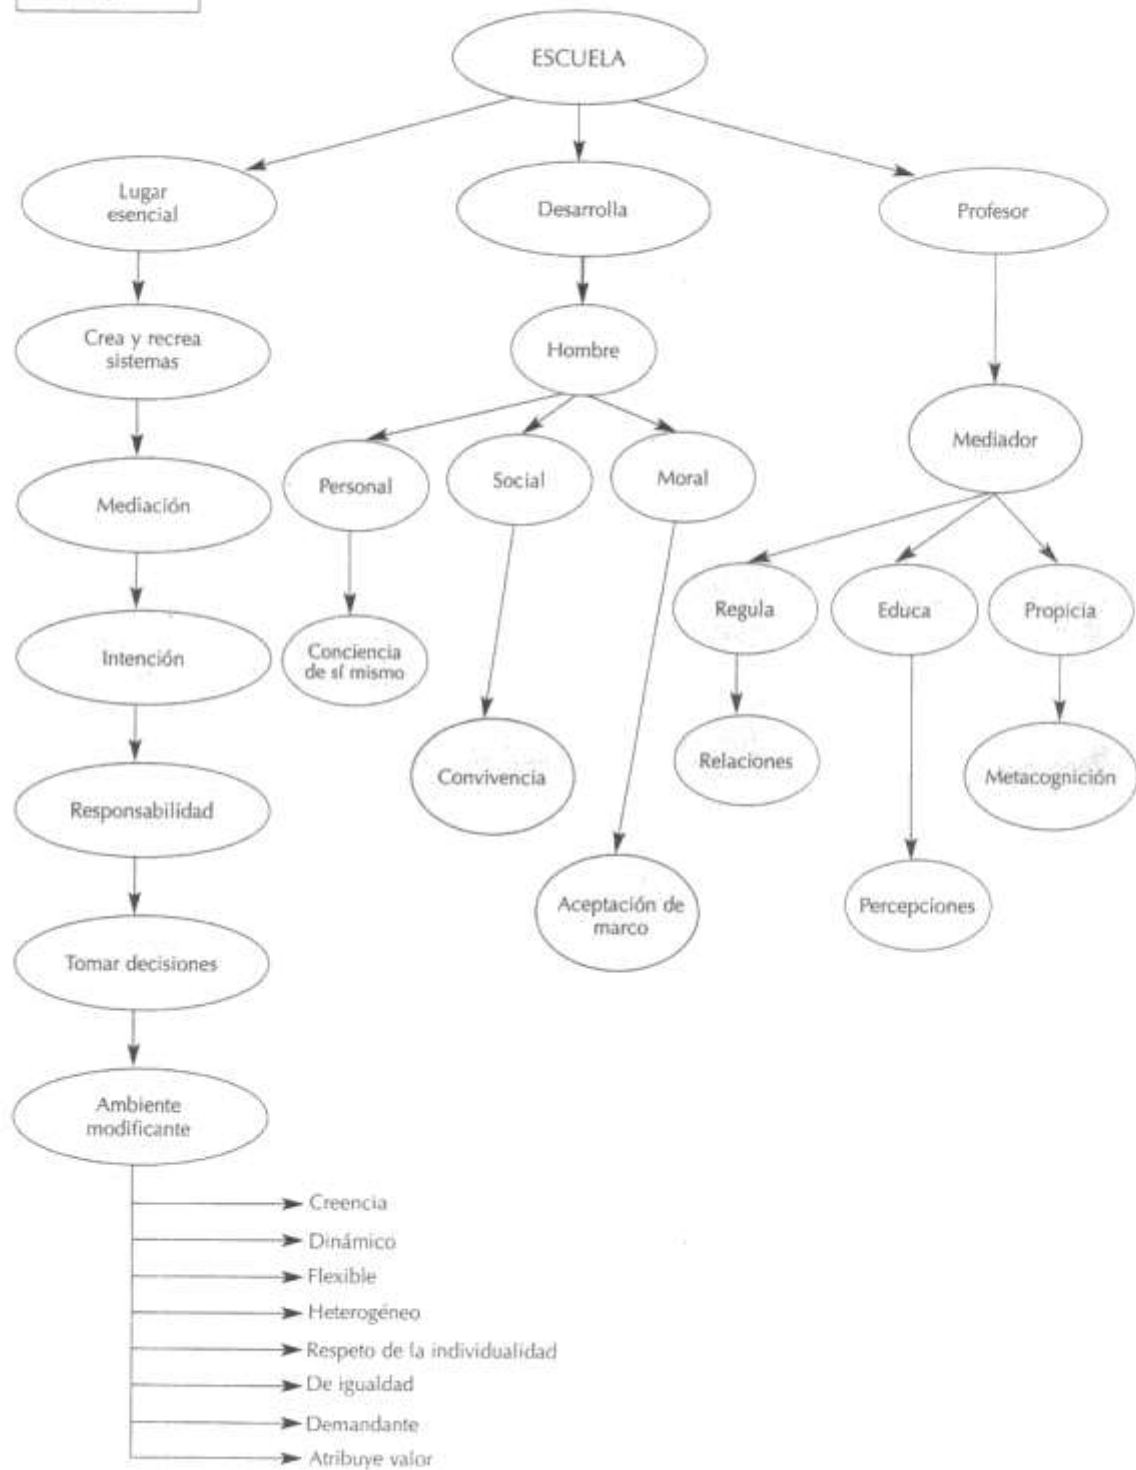 ESCUELA
Lugar
esencial
Desarrolla
Profesor
Crea y recrea
sistemas
Hombre
Mediador
Mediación
Personal
Social
Moral
Regula
Educa
Propicia
Intención
Conciencia
de sí mismo
Convivencia
Relaciones
Metacognición
Responsabilidad
Aceptación de
marco
Percepciones
Tomar decisiones
Ambiente
modificante
Creencia
Dinámico
Flexible
Heterogéneo
Respeto de la individualidad
De igualdad
Demandante
Atribuye valor